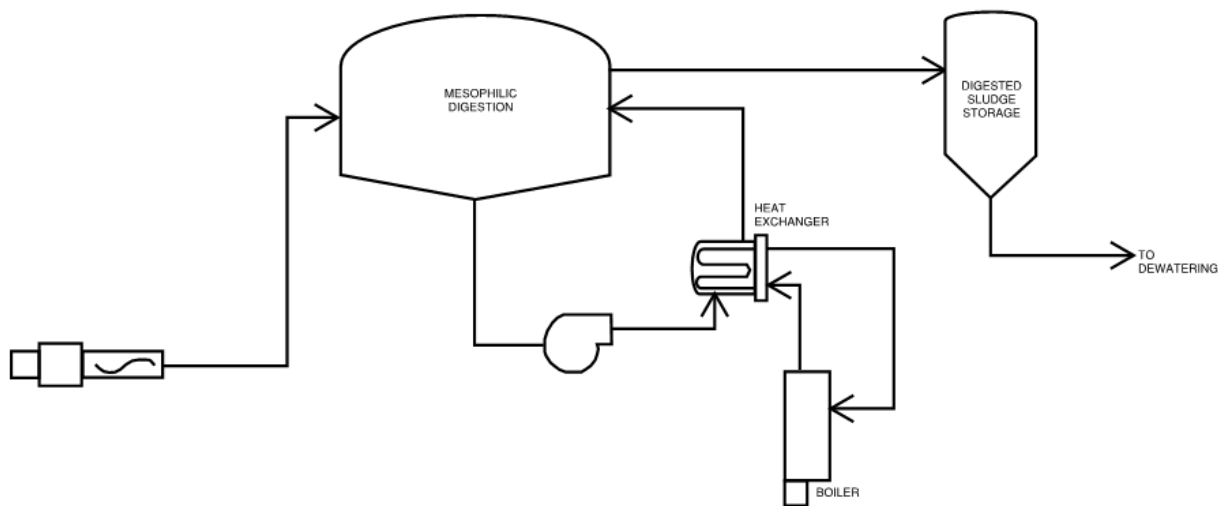 MESOPHILIC
DIGESTION
DIGESTED
SLUDGE
STORAGE
HEAT
EXCHANGER
TO
DEWATERING
BOILER